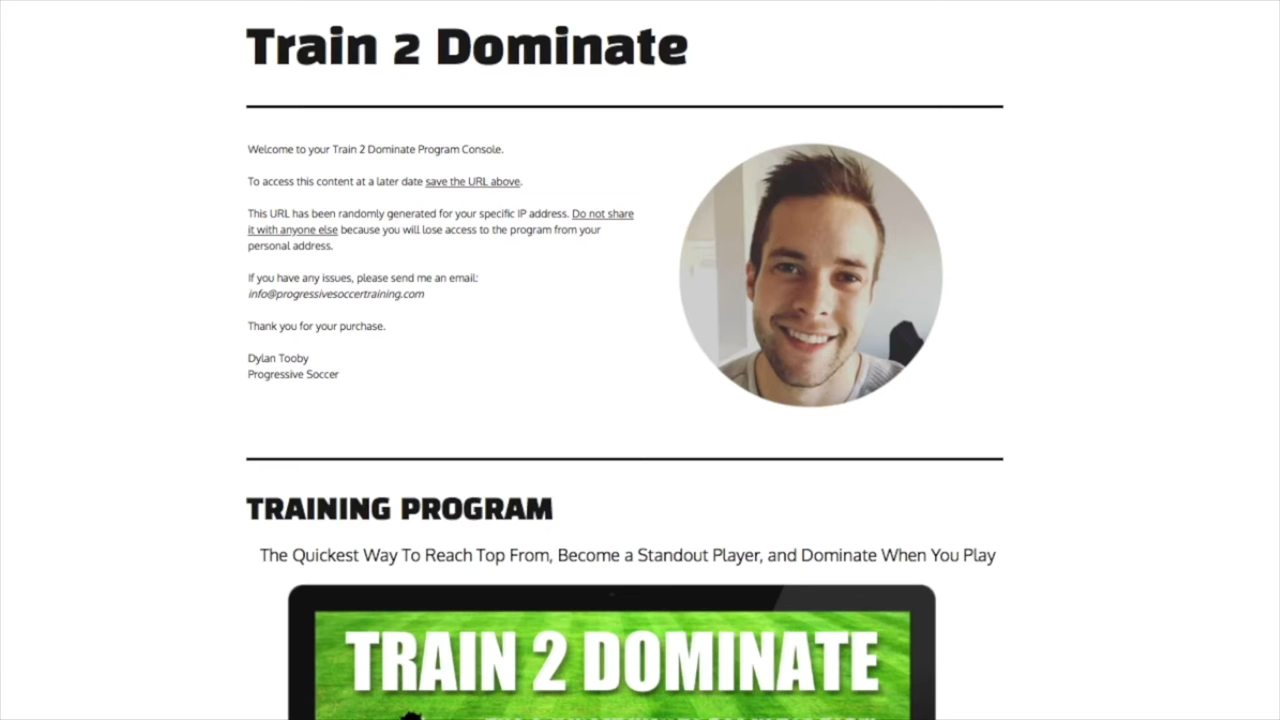 Train 2 Dominate
Welcome to your Train 2 Dominate Program Console.
To access this content at a later date save the URL above.
This URL has been randomly generated for your specific IP address. Do not share
it with anyone else because you will lose access to the program from your
personal address.
If you have any issues, please send me an email:
info@progressivesoccertraining.com
Thank you for your purchase.
Dylan Tooby
Progressive Soccer
TRAINING PROGRAM
The Quickest Way To Reach Top From, Become a Standout Player, and Dominate When You Play
TRAIN 2 DOMINATE